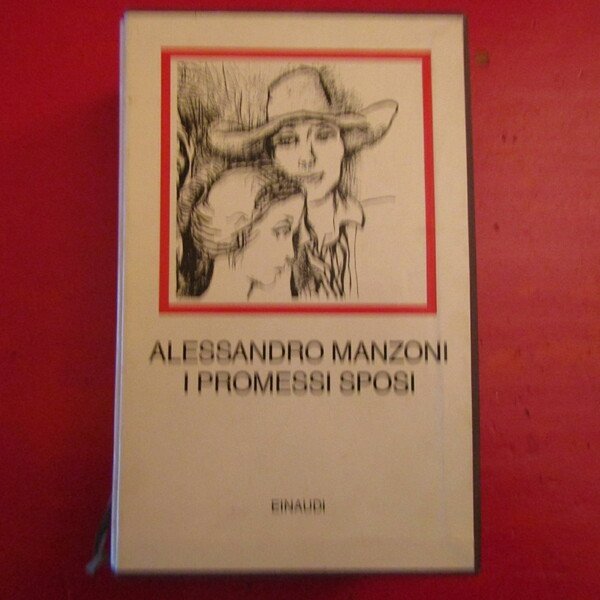 ALESSANDRO MANZONI
I PROMESSI SPOSI
EINAUDI